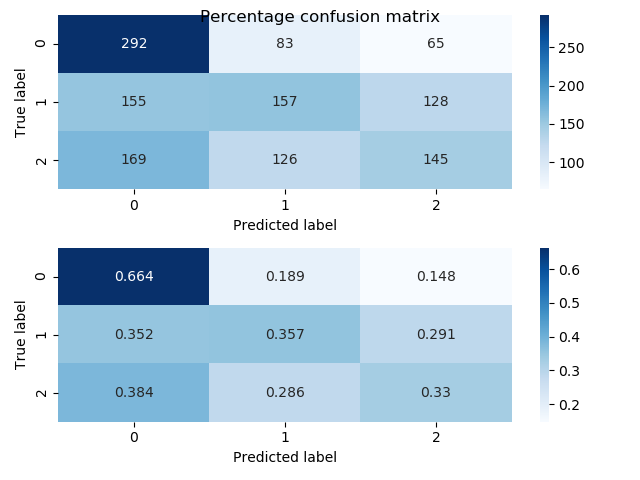 Percentage confusion matrix
0 292 83 65
1 155 157 128
2 169 126 145
0 1 2
Predicted label
True label
250
200
150
100
0 0.664 0.189 0.148
1 0.352 0.357 0.291
2 0.384 0.286 0.33
0 1 2
Predicted label
True label
0.6
0.5
0.4
0.3
0.2